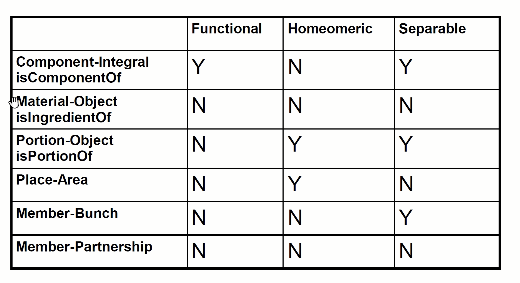 Functional Homeomeric Separable
Component-Integral
isComponentOf Y N Y
Material-Object
isIngredientOf N N N
Portion-Object
isPortionOf N Y Y
Place-Area N Y N
Member-Bunch N N Y
Member-Partnership N N N